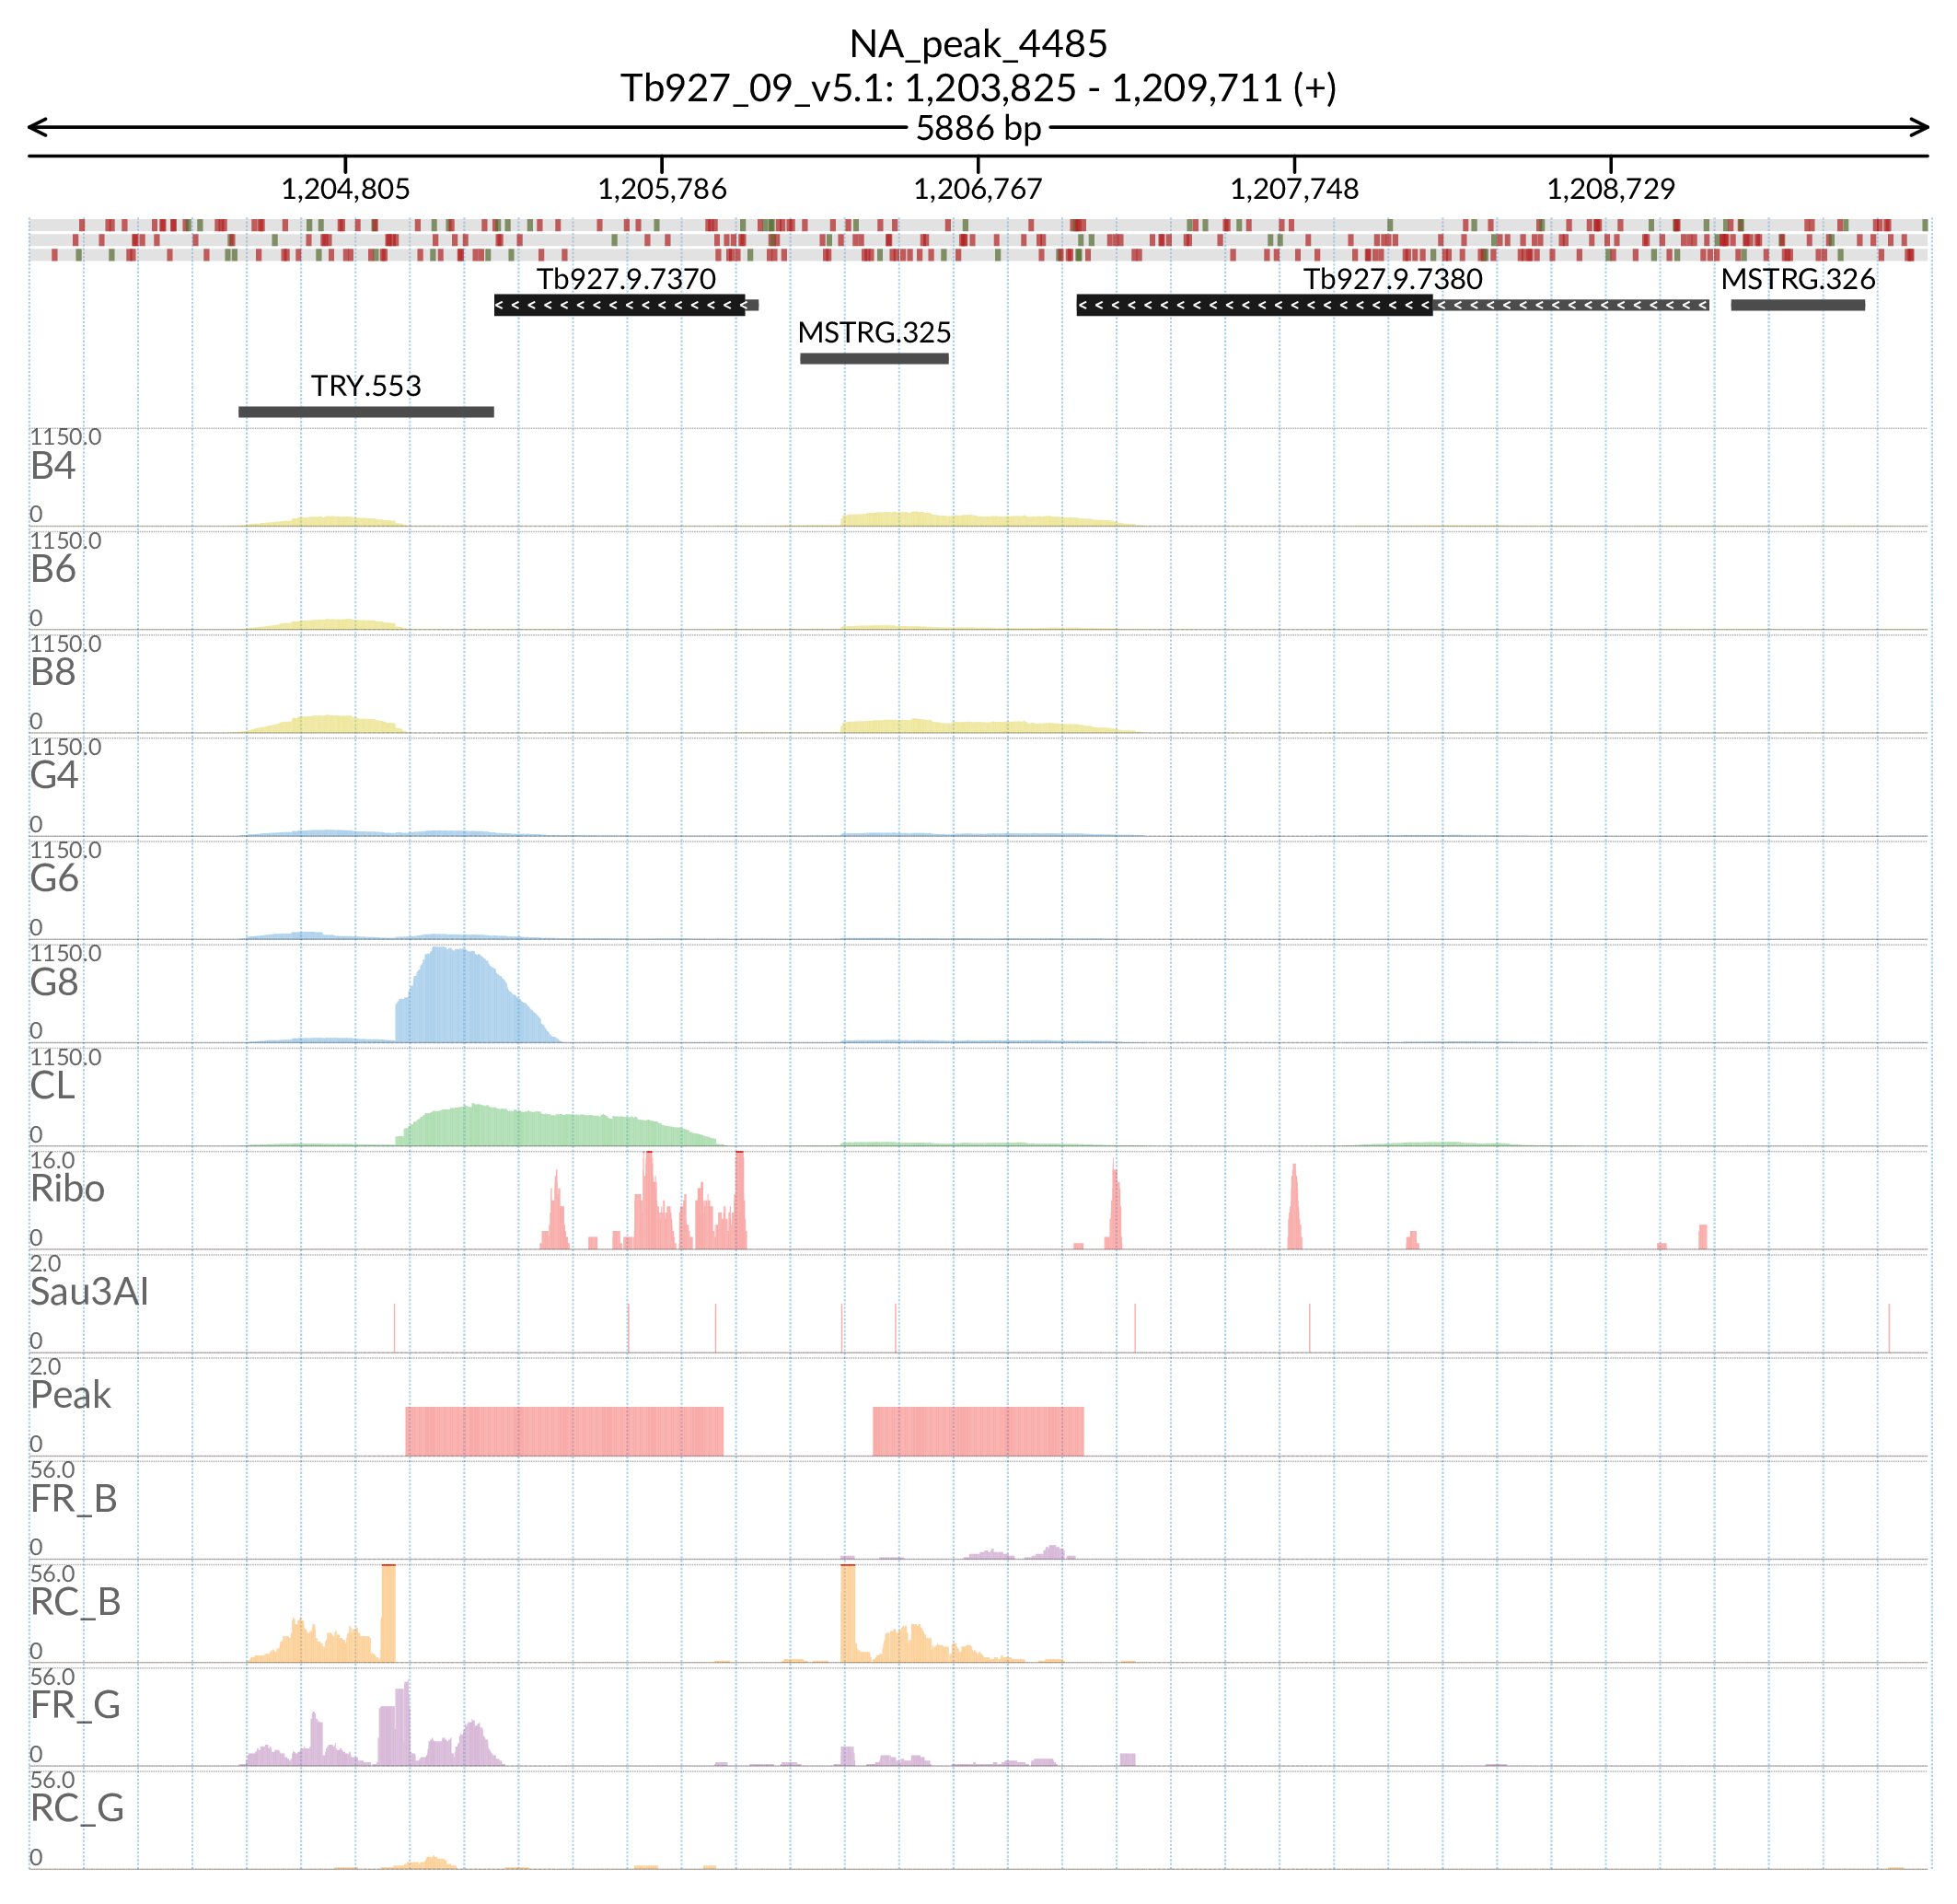 NA_peak_4485
Tb927_09_v5.1: 1,203,825 - 1,209,711 (+)
5886 bp
1,204,805 1,205,786 1,206,767 1,207,748 1,208,729
Tb927.9.7370 Tb927.9.7380 MSTRG.326
MSTRG.325
TRY.553
1150.0
B4
0
1150.0
B6
0
1150.0
B8
0
1150.0
G4
0
1150.0
G6
0
1150.0
G8
0
1150.0
CL
0
16.0
Ribo
0
2.0
Sau3AI
0
2.0
Peak
0
56.0
FR_B
0
56.0
RC_B
0
56.0
FR_G
0
56.0
RC_G
0